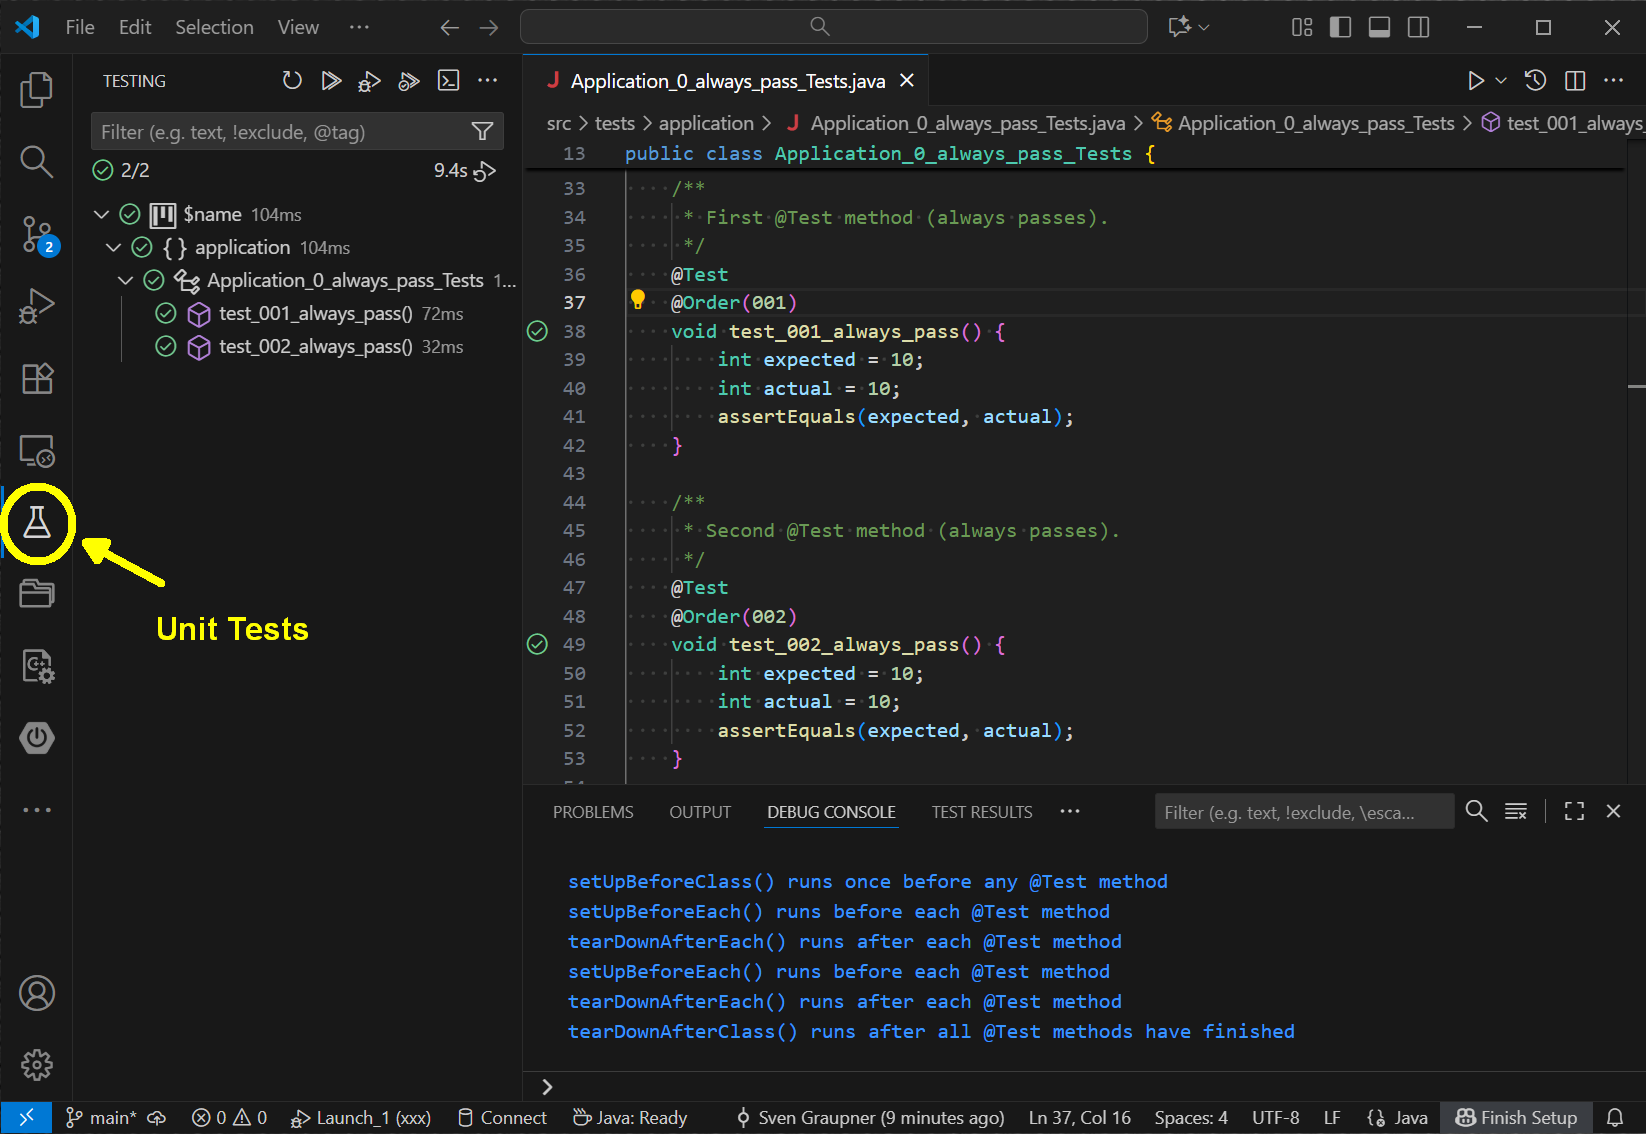 File Edit Selection View
TESTING
Filter (e.g. text, !exclude, @tag)
2/2 9.4s
$name 104ms
application 104ms
Application_0_always_pass_Tests 1...
test_001_always_pass() 72ms
test_002_always_pass() 32ms
2
Unit Tests
Application_0_always_pass_Tests.java
src > tests > application > J Application_0_always_pass_Tests.java > Application_0_always_pass_Tests > test_001_always_
13 public class Application_0_always_pass_Tests {
33 /**
34 * First @Test method (always passes).
35 */
36 @Test
37 @Order(001)
38 void test_001_always_pass() {
39 int expected = 10;
40 int actual = 10;
41 assertEquals(expected, actual);
42 }
43
44 /**
45 * Second @Test method (always passes).
46 */
47 @Test
48 @Order(002)
49 void test_002_always_pass() {
50 int expected = 10;
51 int actual = 10;
52 assertEquals(expected, actual);
53 }
PROBLEMS OUTPUT DEBUG CONSOLE TEST RESULTS
Filter (e.g. text, !exclude, \esca...
setUpBeforeClass() runs once before any @Test method
setUpBeforeEach() runs before each @Test method
tearDownAfterEach() runs after each @Test method
setUpBeforeEach() runs before each @Test method
tearDownAfterEach() runs after each @Test method
tearDownAfterClass() runs after all @Test methods have finished
main* 0 0 Launch_1 (xxx) Connect Java: Ready Sven Graupner (9 minutes ago) Ln 37, Col 16 Spaces: 4 UTF-8 LF Java Finish Setup